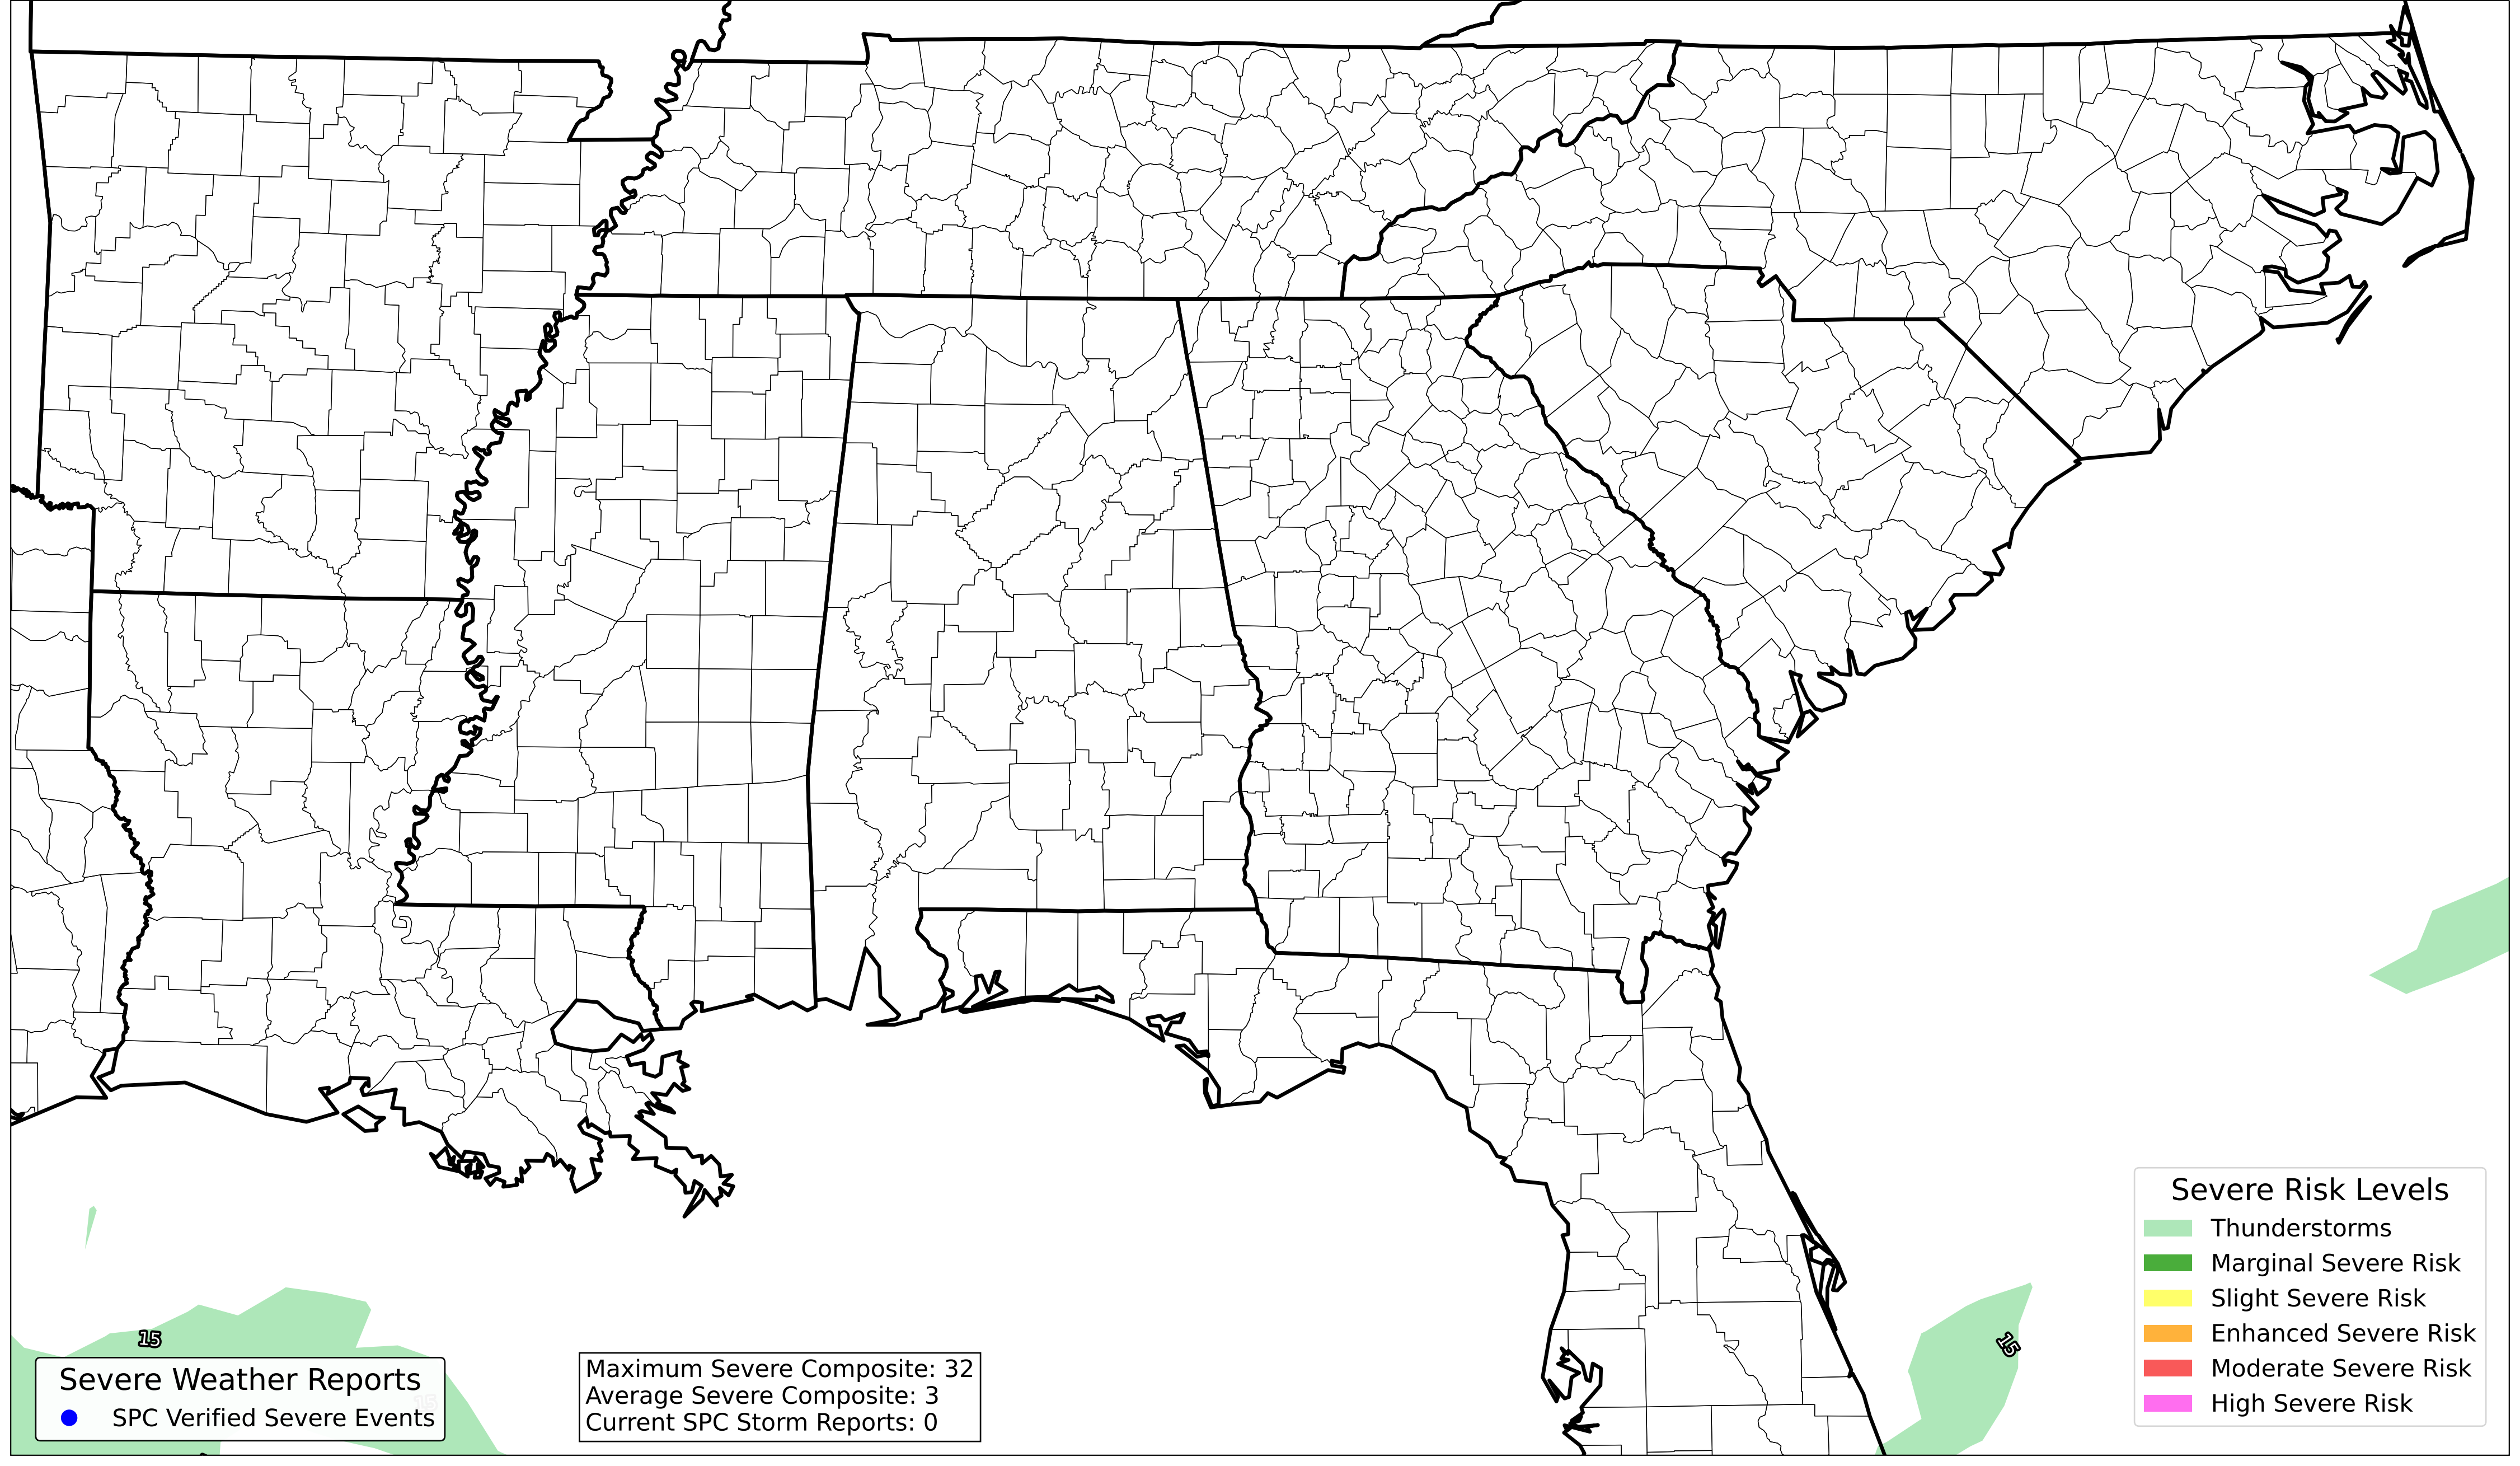 15
15
Severe Weather Reports
SPC Verified Severe Events
15
Maximum Severe Composite: 32
Average Severe Composite: 3
Current SPC Storm Reports: 0
Severe Risk Levels
Thunderstorms
Marginal Severe Risk
Slight Severe Risk
Enhanced Severe Risk
Moderate Severe Risk
High Severe Risk